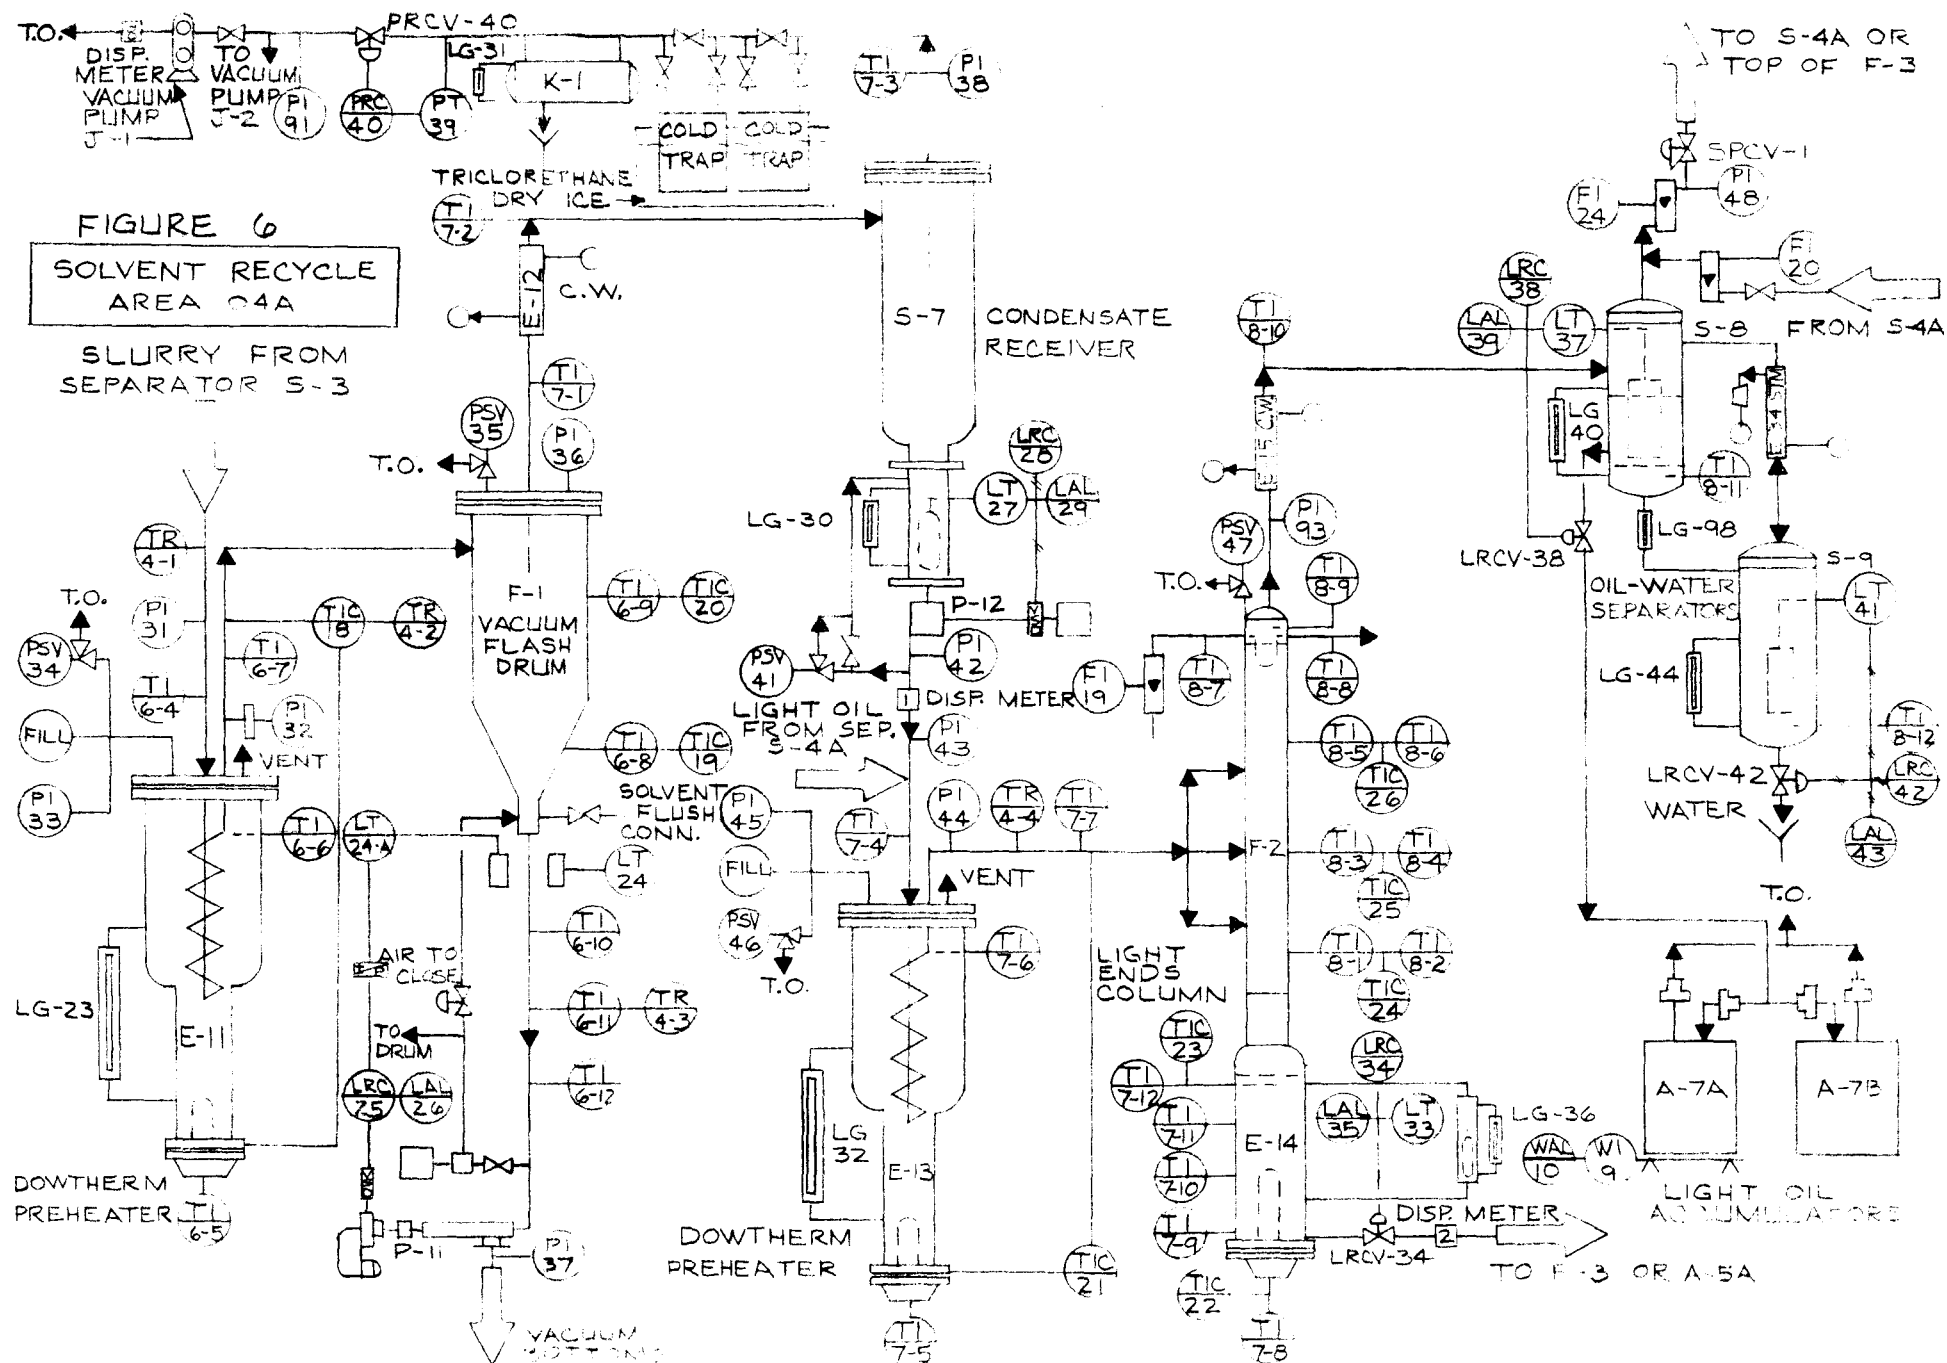 T.O.
DISP.
METER
VACUUM
PUMP
J-1
TO
VACUUM
PUMP
J-2
PI
91
PRCV-40
PRC
40
PT
39
LG-31
K-1
COLD
TRAP
COLD
TRAP
TRICLORETHANE
DRY ICE
TI
7-3
PI
38
TO S-4A OR
TOP OF F-3
SPCV-1
PI
48
FI
24
FI
20
FROM S-4A
FIGURE 6
SOLVENT RECYCLE
AREA 04A
SLURRY FROM
SEPARATOR S-3
TI
7-2
E-12
C.W.
TI
7-1
PSV
35
T.O.
PI
36
S-7
CONDENSATE
RECEIVER
LRC
28
LT
27
LAL
29
LG-30
P-12
PSV
41
PI
42
DISP. METER
1
LIGHT OIL
FROM SEP.
S-4A
PI
43
TR
4-1
PI
31
T.O.
PSV
34
TI
6-4
FILL
PI
33
TIC
18
TR
4-2
TI
6-7
PI
32
VENT
F-1
VACUUM
FLASH
DRUM
TI
6-9
TIC
20
TI
6-8
TIC
19
SOLVENT
FLUSH
CONN.
TI
6-6
LT
24-A
LT
24
TI
6-10
AIR TO
CLOSE
TI
6-11
TR
4-3
TO
DRUM
TI
6-12
LRC
25
LAL
26
LG-23
E-11
DOWTHERM
PREHEATER
TI
6-5
P-11
PI
37
VACUUM
BOTTOMS
PI
45
FILL
PSV
46
T.O.
TI
7-4
PI
44
TR
4-4
TI
7-7
VENT
TI
7-6
LG
32
E-13
DOWTHERM
PREHEATER
TI
7-5
TIC
21
TI
8-10
E-15 CW
PI
93
PSV
47
T.O.
TI
8-9
FI
19
TI
8-7
TI
8-8
TI
8-5
TI
8-6
TIC
26
F-2
TI
8-3
TI
8-4
TIC
25
TI
8-1
TI
8-2
TIC
24
LIGHT
ENDS
COLUMN
TIC
23
TI
7-12
TI
7-11
TI
7-10
TI
7-9
E-14
LRC
34
LAL
35
LT
33
LG-36
TIC
22
TI
7-8
LRCV-34
DISP. METER
2
TO F-3 OR A-5A
LRC
38
LAL
39
LT
37
S-8
LG
40
STM
TI
8-11
LRCV-38
LG-98
OIL-WATER
SEPARATORS
S-9
LT
41
LG-44
TI
8-12
LRCV-42
WATER
LRC
42
LAL
43
T.O.
A-7A
A-7B
WAL
10
WI
9
LIGHT OIL
ACCUMULATORS